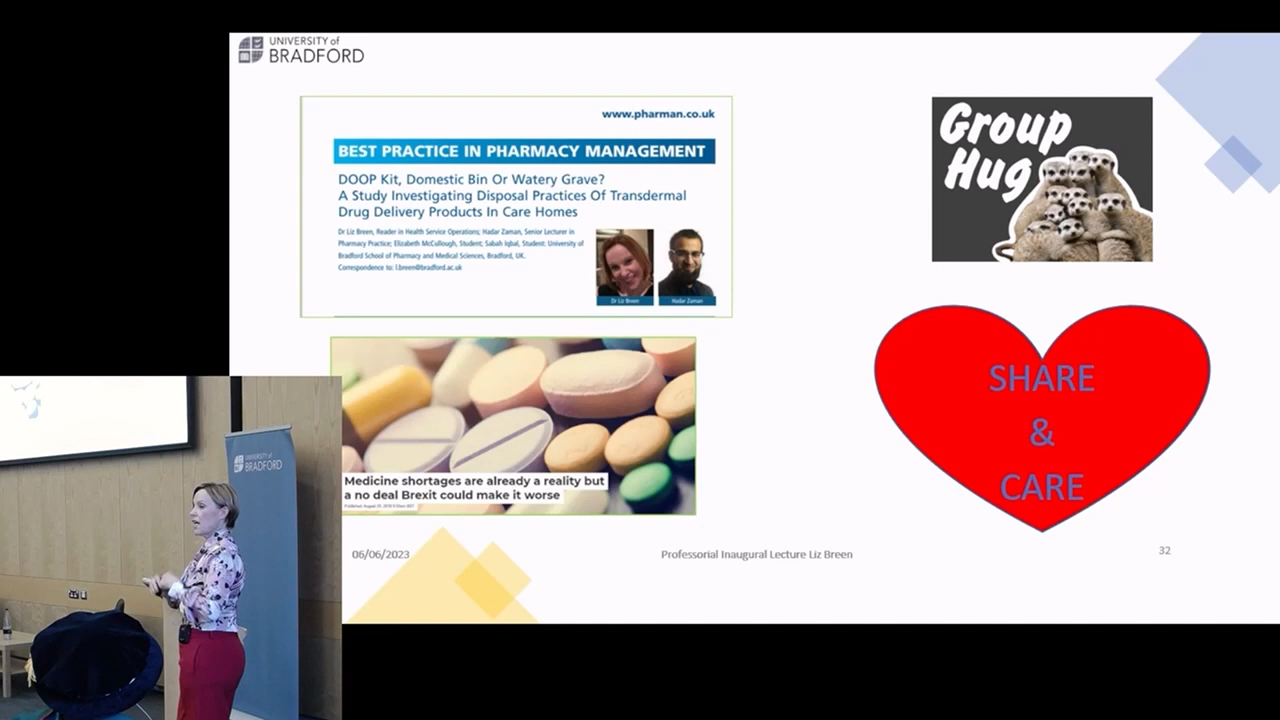 UNIVERSITY of
BRADFORD
www.pharman.co.uk
BEST PRACTICE IN PHARMACY MANAGEMENT
DOOP Kit, Domestic Bin Or Watery Grave?
A Study Investigating Disposal Practices Of Transdermal
Drug Delivery Products In Care Homes
Dr Liz Breen, Reader in Health Service Operations; Hadar Zaman, Senior Lecturer in
Pharmacy Practice; Elizabeth McCullough, Student; Sabah Iqbal, Student: University of
Bradford School of Pharmacy and Medical Sciences, Bradford, UK.
Correspondence to: l.breen@bradford.ac.uk
Dr Liz Breen
Hadar Zaman
Group
Hug
Medicine shortages are already a reality but
a no deal Brexit could make it worse
SHARE
&
CARE
UNIVERSITY of
BRADFORD
06/06/2023
Professorial Inaugural Lecture Liz Breen
32